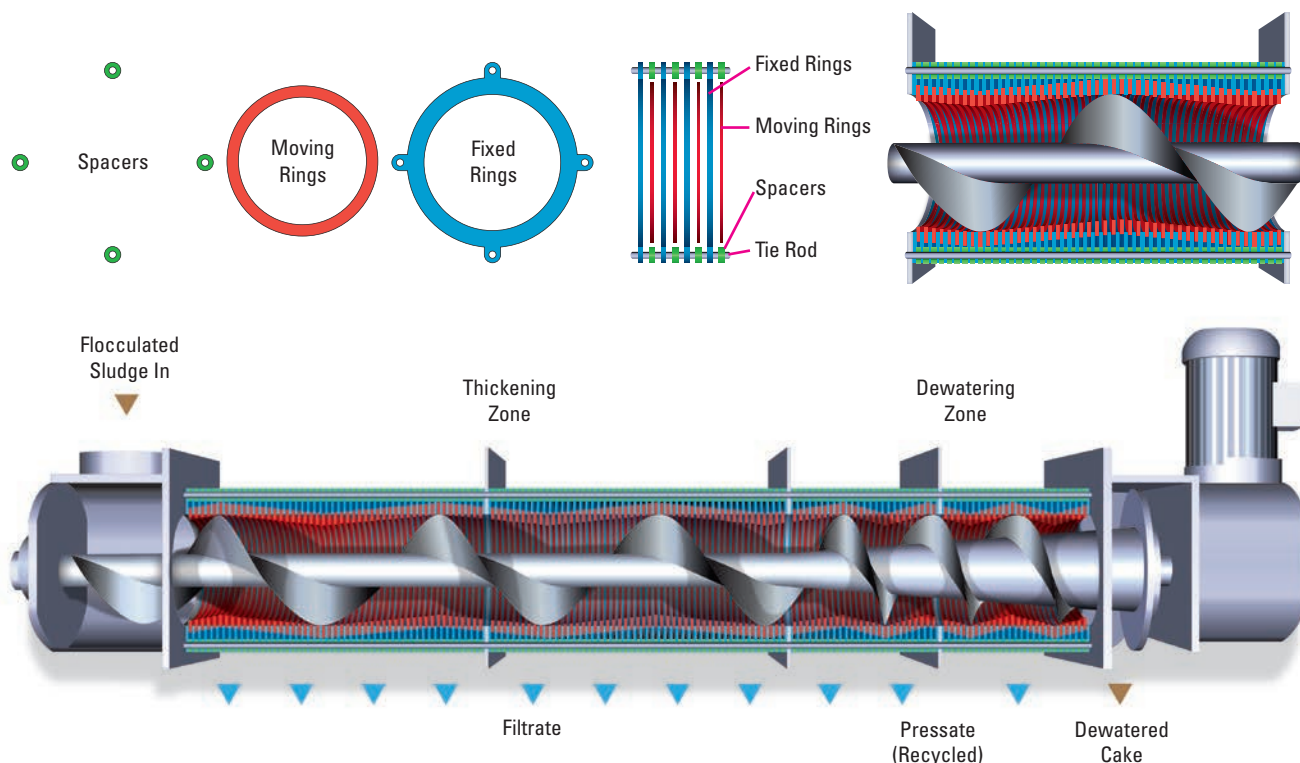 Spacers
Moving
Rings
Fixed
Rings
Fixed Rings
Moving Rings
Spacers
Tie Rod
Flocculated
Sludge In
Thickening
Zone
Dewatering
Zone
Filtrate
Pressate
(Recycled)
Dewatered
Cake